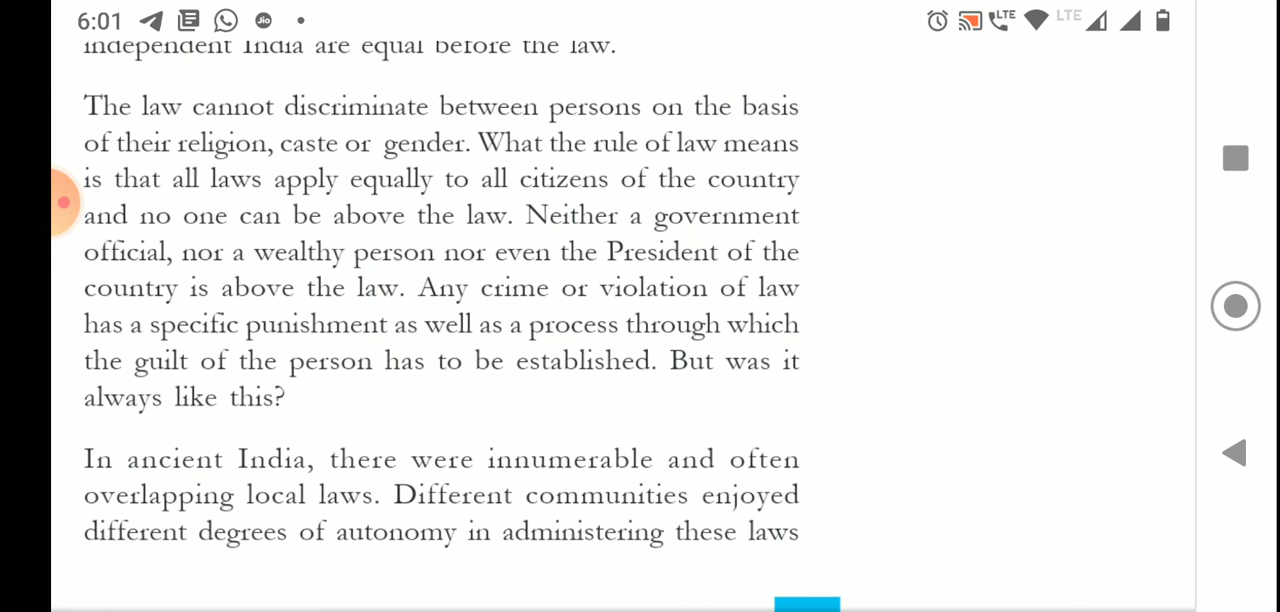 6:01
Jio
LTE
LTE
independent India are equal before the law.
The law cannot discriminate between persons on the basis
of their religion, caste or gender. What the rule of law means
is that all laws apply equally to all citizens of the country
and no one can be above the law. Neither a government
official, nor a wealthy person nor even the President of the
country is above the law. Any crime or violation of law
has a specific punishment as well as a process through which
the guilt of the person has to be established. But was it
always like this?
In ancient India, there were innumerable and often
overlapping local laws. Different communities enjoyed
different degrees of autonomy in administering these laws